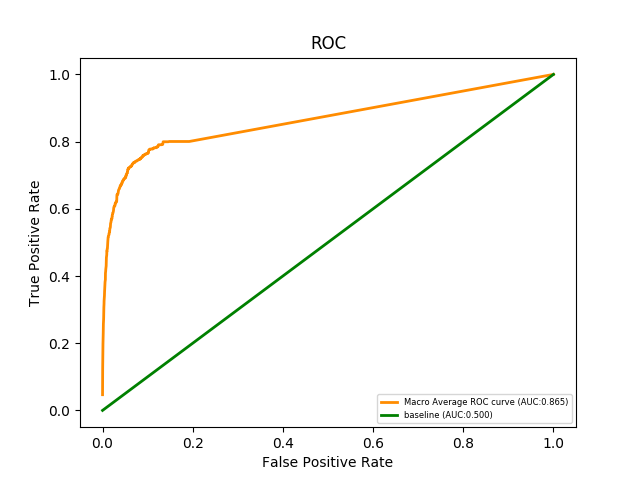 ROC
True Positive Rate
1.0
0.8
0.6
0.4
0.2
0.0
0.0 0.2 0.4 0.6 0.8 1.0
False Positive Rate
Macro Average ROC curve (AUC:0.865)
baseline (AUC:0.500)